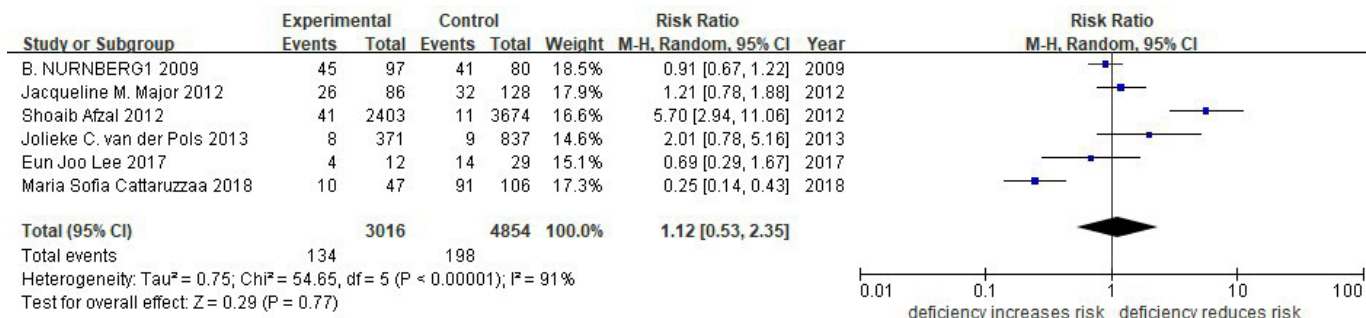 Experimental Control Risk Ratio Risk Ratio
Study or Subgroup Events Total Events Total Weight M-H, Random, 95% CI Year M-H, Random, 95% CI
B. NURNBERG1 2009 45 97 41 80 18.5% 0.91 [0.67, 1.22] 2009
Jacqueline M. Major 2012 26 86 32 128 17.9% 1.21 [0.78, 1.88] 2012
Shoaib Afzal 2012 41 2403 11 3674 16.6% 5.70 [2.94, 11.06] 2012
Jolieke C. van der Pols 2013 8 371 9 837 14.6% 2.01 [0.78, 5.16] 2013
Eun Joo Lee 2017 4 12 14 29 15.1% 0.69 [0.29, 1.67] 2017
Maria Sofia Cattaruzzaa 2018 10 47 91 106 17.3% 0.25 [0.14, 0.43] 2018
Total (95% CI) 3016 4854 100.0% 1.12 [0.53, 2.35]
Total events 134 198
Heterogeneity: Tau² = 0.75; Chi² = 54.65, df = 5 (P < 0.00001); I² = 91%
Test for overall effect: Z = 0.29 (P = 0.77)
0.01 0.1 1 10 100
deficiency increases risk deficiency reduces risk